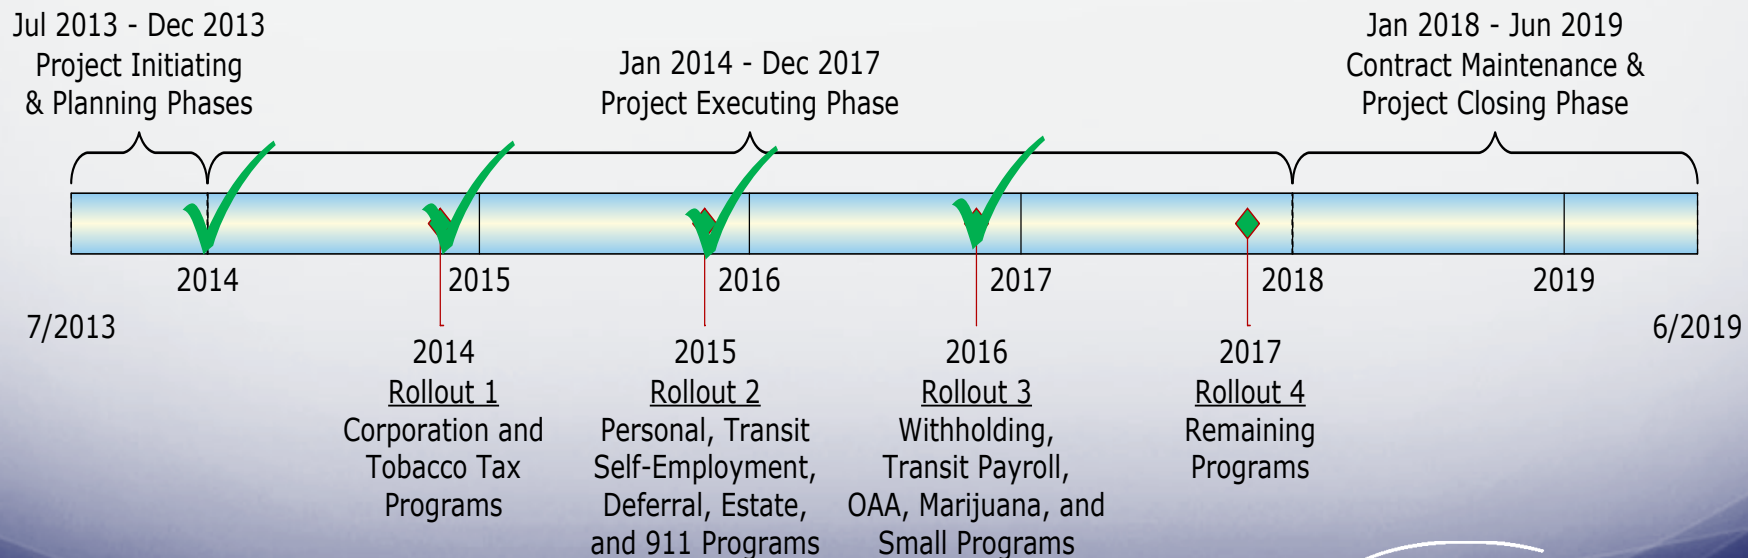 Jul 2013 - Dec 2013
Project Initiating
& Planning Phases
Jan 2014 - Dec 2017
Project Executing Phase
Jan 2018 - Jun 2019
Contract Maintenance &
Project Closing Phase
2014
2015
2016
2017
2018
2019
7/2013
6/2019
2014
Rollout 1
Corporation and
Tobacco Tax
Programs
2015
Rollout 2
Personal, Transit
Self-Employment,
Deferral, Estate,
and 911 Programs
2016
Rollout 3
Withholding,
Transit Payroll,
OAA, Marijuana, and
Small Programs
2017
Rollout 4
Remaining
Programs